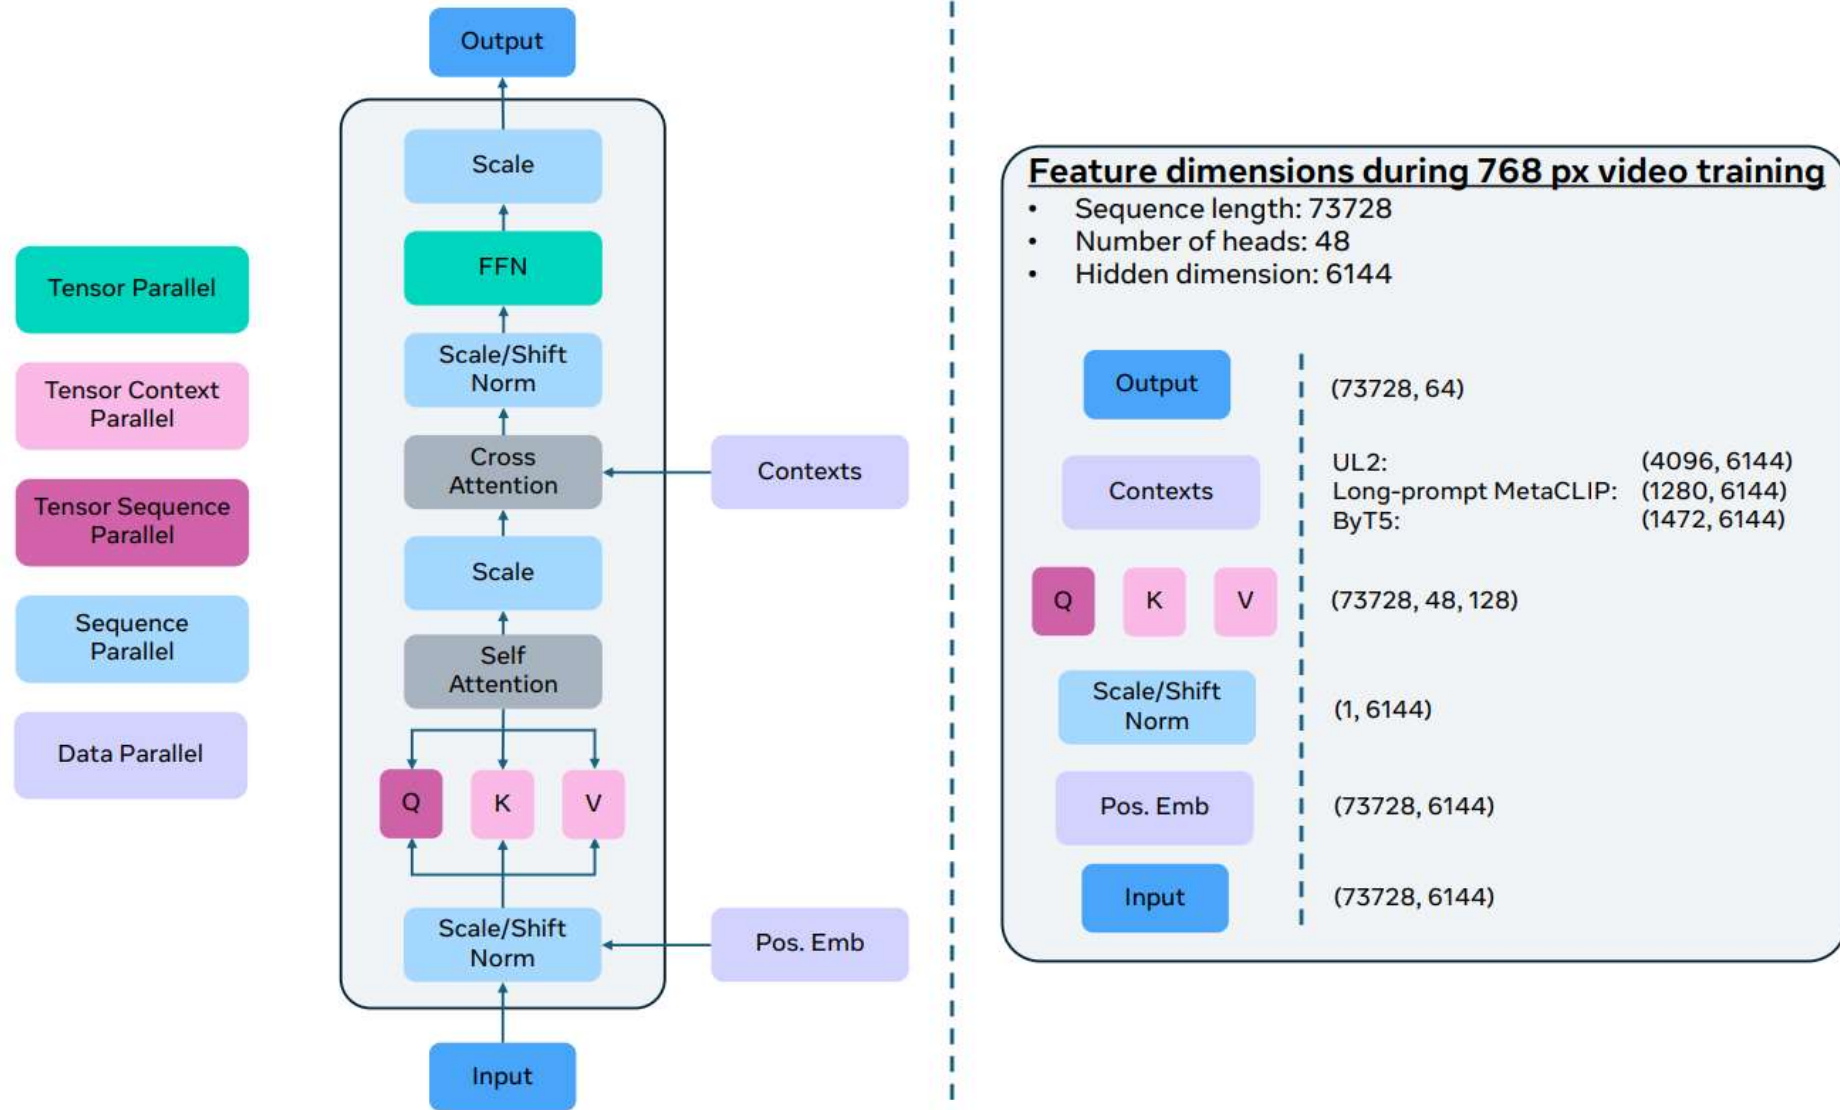 Tensor Parallel
Tensor Context
Parallel
Tensor Sequence
Parallel
Sequence
Parallel
Data Parallel
Output
Scale
FFN
Scale/Shift
Norm
Cross
Attention
Contexts
Scale
Self
Attention
Q K V
Scale/Shift
Norm
Pos. Emb
Input
Feature dimensions during 768 px video training
• Sequence length: 73728
• Number of heads: 48
• Hidden dimension: 6144
Output (73728, 64)
Contexts
UL2: (4096, 6144)
Long-prompt MetaCLIP: (1280, 6144)
ByT5: (1472, 6144)
Q K V (73728, 48, 128)
Scale/Shift
Norm
(1, 6144)
Pos. Emb (73728, 6144)
Input (73728, 6144)